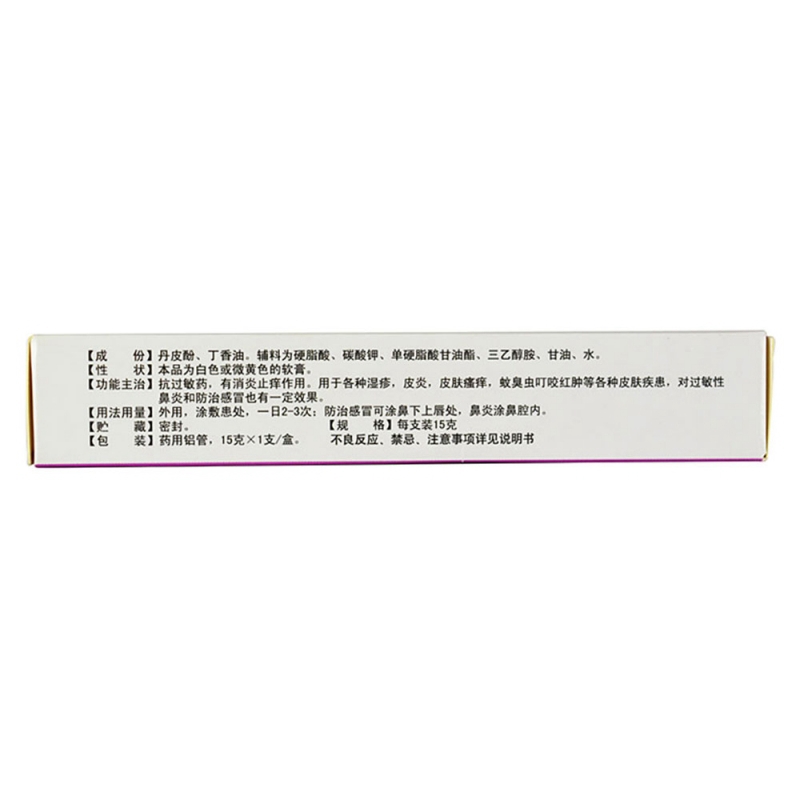 【成　份】丹皮酚、丁香油。辅料为硬脂酸、碳酸钾、单硬脂酸甘油酯、三乙醇胺、甘油、水。
【性　状】本品为白色或微黄色的软膏。
【功能主治】抗过敏药，有消炎止痒作用。用于各种湿疹，皮炎，皮肤瘙痒，蚊臭虫叮咬红肿等各种皮肤疾患，对过敏性
鼻炎和防治感冒也有一定效果。
【用法用量】外用，涂敷患处，一日2-3次；防治感冒可涂鼻下上唇处，鼻炎涂鼻腔内。
【贮　藏】密封。　【规　格】每支装15克
【包　装】药用铝管，15克×1支/盒。　不良反应、禁忌、注意事项详见说明书